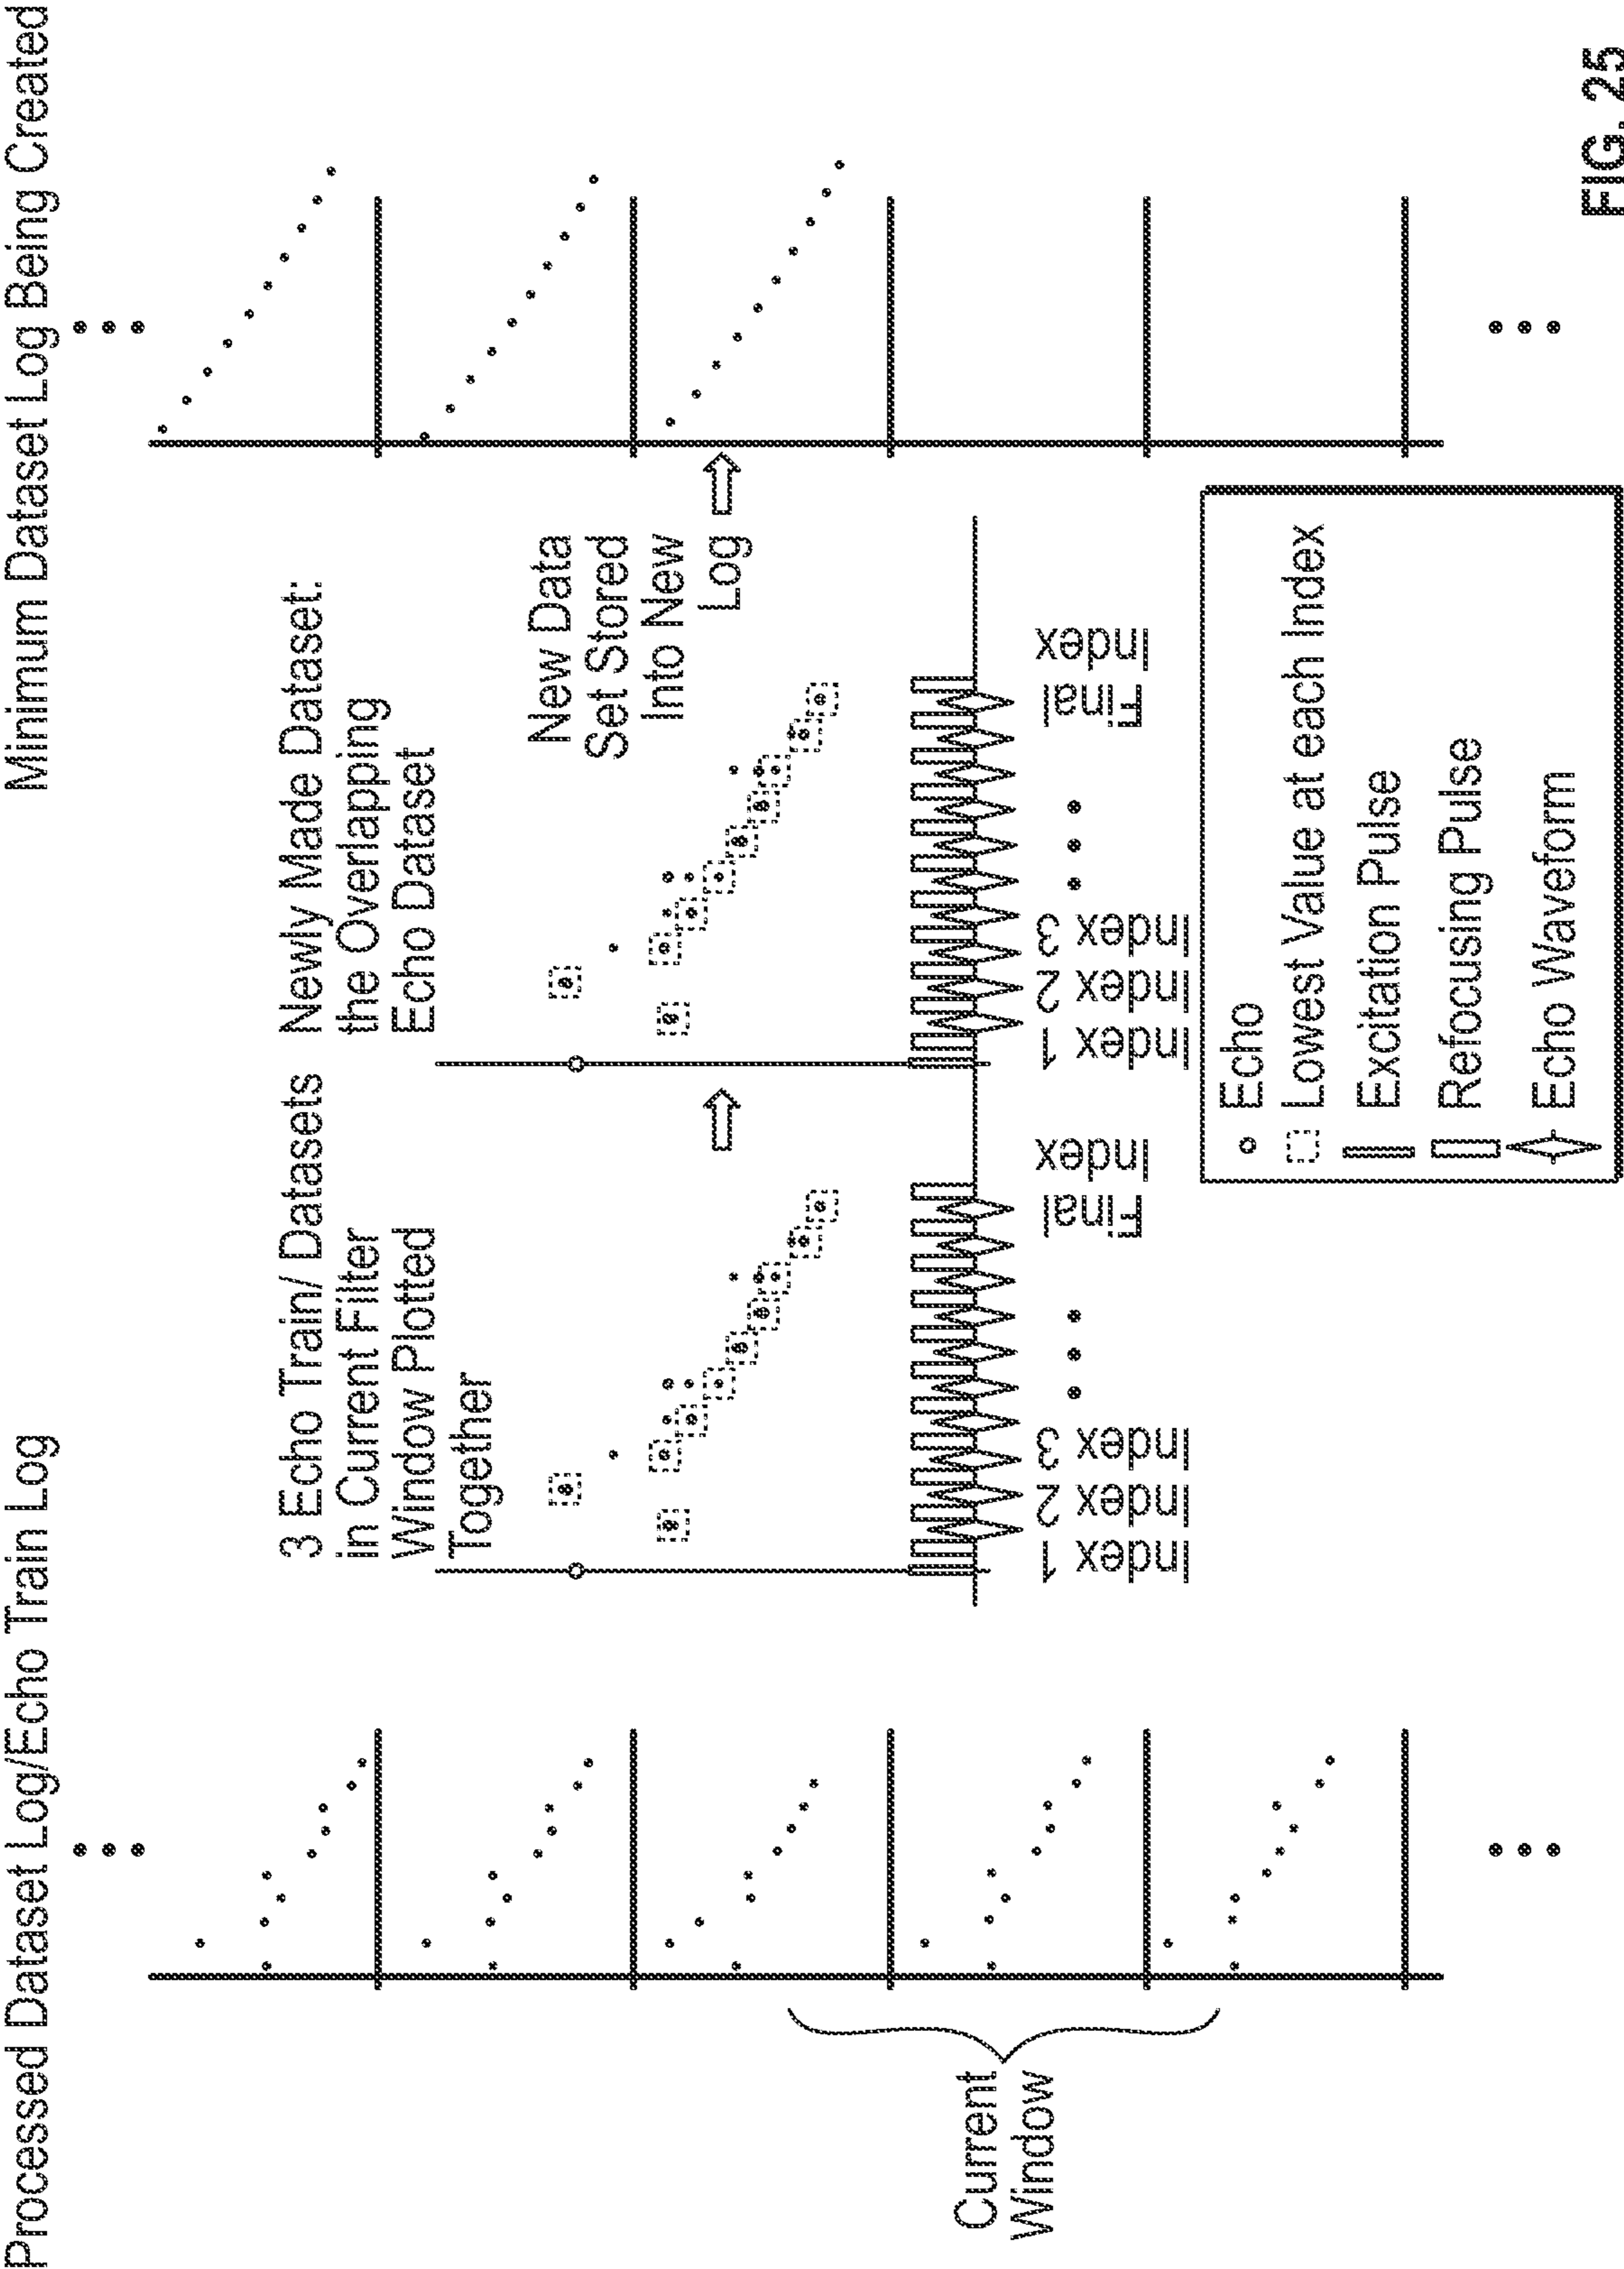 Processed Dataset Log/Echo Train Log
Minimum Dataset Log Being Created
Current
Window
3 Echo Train/ Datasets
in Current Filter
Window Plotted
Together
Index 1
Index 2
Index 3
Final
Index
Newly Made Dataset:
the Overlapping
Echo Dataset
Index 1
Index 2
Index 3
Final
Index
New Data
Set Stored
Into New
Log
Echo
Lowest Value at each Index
Excitation Pulse
Refocusing Pulse
Echo Waveform
FIG. 25